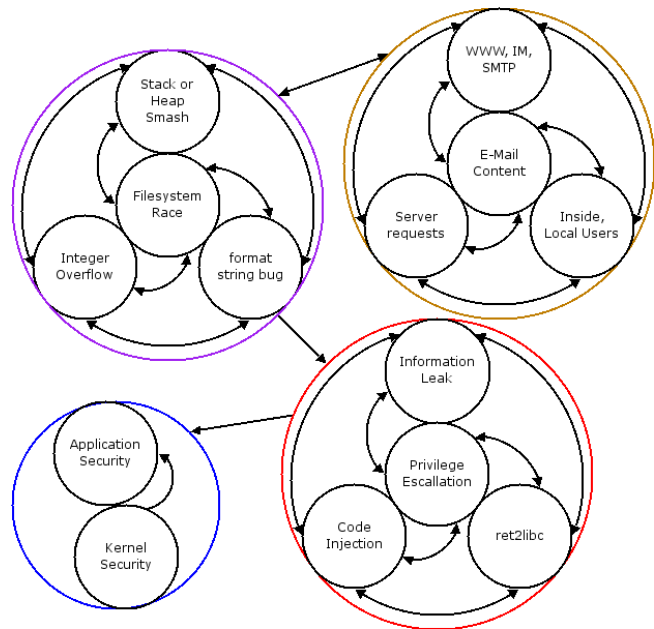 Stack or
Heap
Smash
Filesystem
Race
Integer
Overflow
format
string bug
WWW, IM,
SMTP
E-Mail
Content
Server
requests
Inside,
Local Users
Information
Leak
Privilege
Escallation
Code
Injection
ret2libc
Application
Security
Kernel
Security